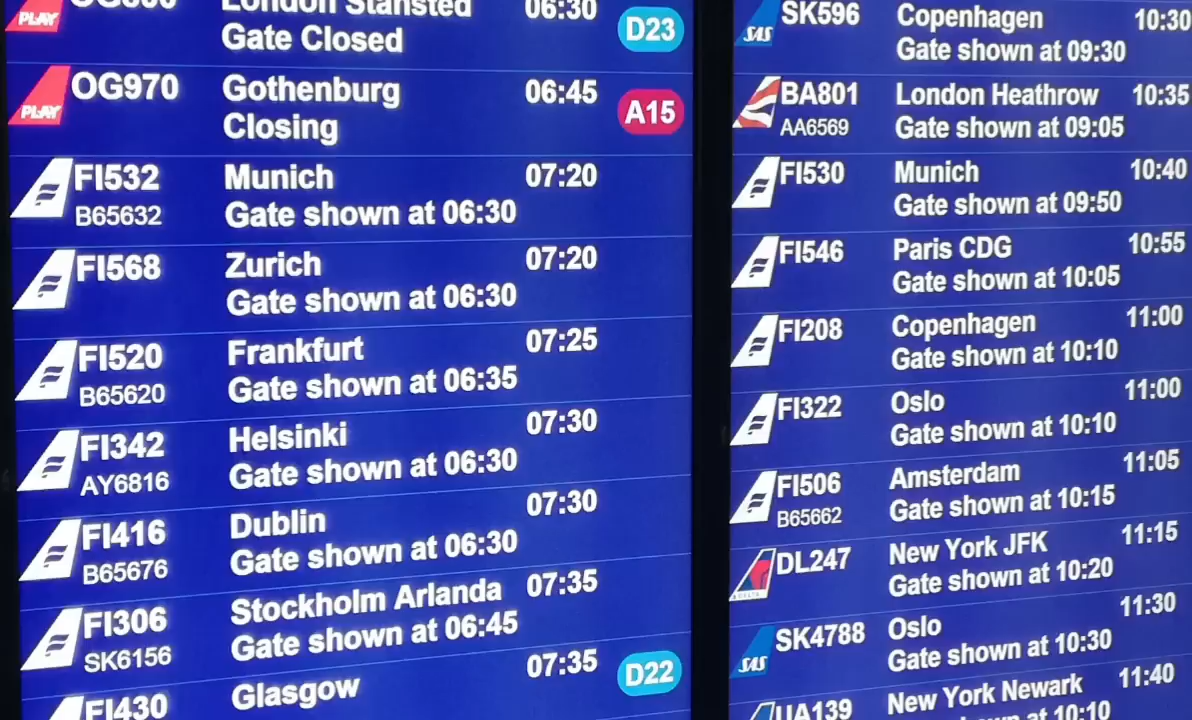 PLAY London Stansted 06:30
Gate Closed D23
PLAY OG970 Gothenburg 06:45
Closing A15
FI532 Munich 07:20
B65632 Gate shown at 06:30
FI568 Zurich 07:20
Gate shown at 06:30
FI520 Frankfurt 07:25
B65620 Gate shown at 06:35
FI342 Helsinki 07:30
AY6816 Gate shown at 06:30
FI416 Dublin 07:30
B65676 Gate shown at 06:30
FI306 Stockholm Arlanda 07:35
SK6156 Gate shown at 06:45
FI430 Glasgow 07:35 D22
SAS SK596 Copenhagen 10:30
Gate shown at 09:30
BA801 London Heathrow 10:35
AA6569 Gate shown at 09:05
FI530 Munich 10:40
Gate shown at 09:50
FI546 Paris CDG 10:55
Gate shown at 10:05
FI208 Copenhagen 11:00
Gate shown at 10:10
FI322 Oslo 11:00
Gate shown at 10:10
FI506 Amsterdam 11:05
B65662 Gate shown at 10:15
DL247 New York JFK 11:15
DELTA Gate shown at 10:20
SAS SK4788 Oslo 11:30
Gate shown at 10:30
UA139 New York Newark 11:40
shown at 10:10